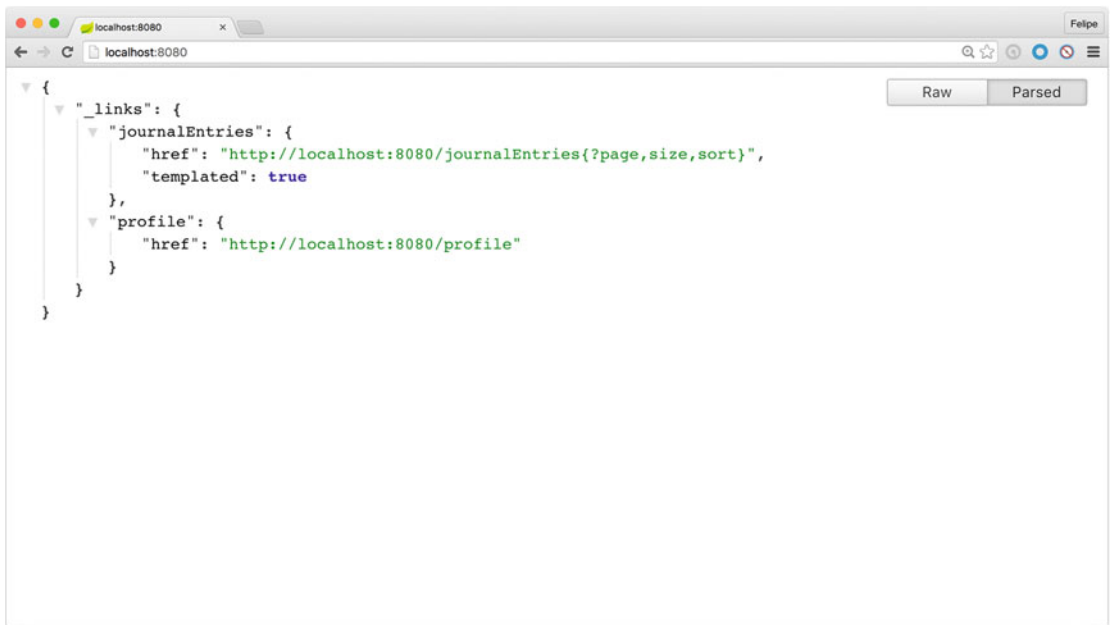 localhost:8080
Felipe
localhost:8080
Raw Parsed
{
"_links": {
"journalEntries": {
"href": "http://localhost:8080/journalEntries{?page,size,sort}",
"templated": true
},
"profile": {
"href": "http://localhost:8080/profile"
}
}
}